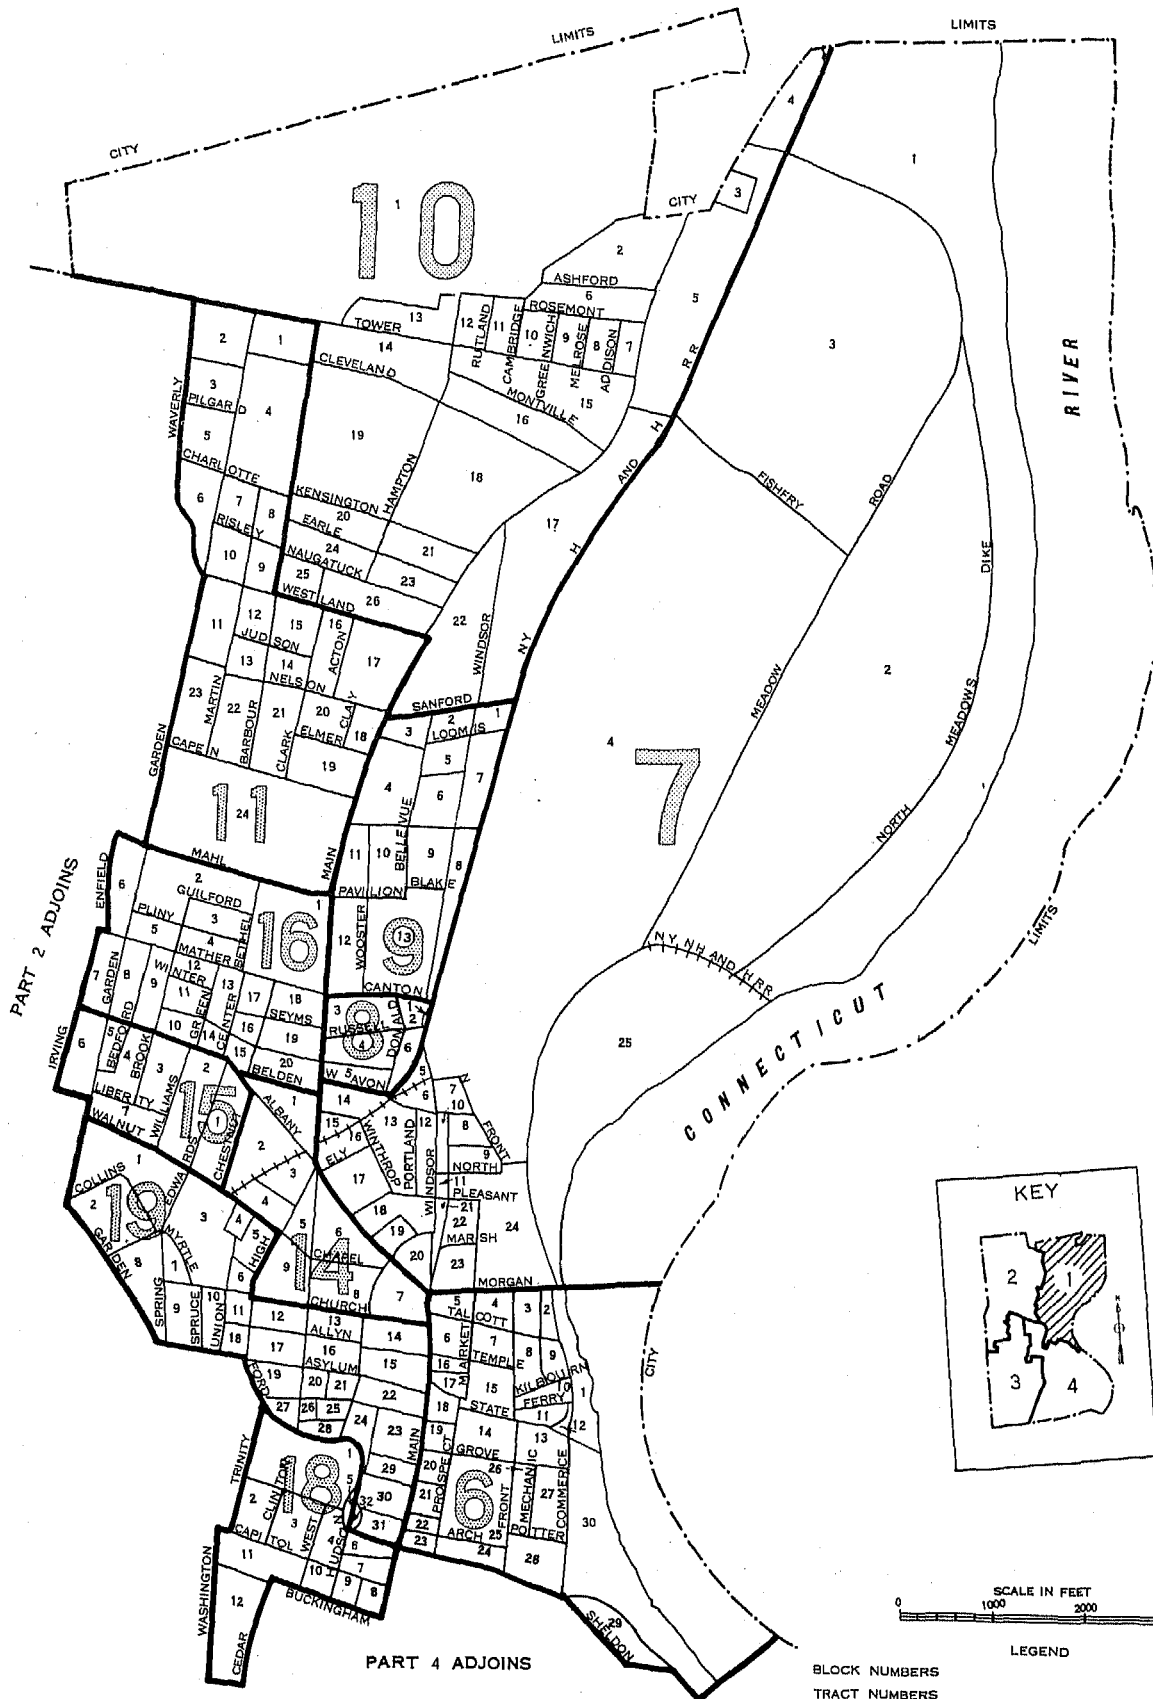 LIMITS
LIMITS
CITY
4
1
3
10
1
CITY
2
ASHFORD
6
ROSEMONT
5
13
TOWER
12
RUTLAND
11
CAMBRIDGE
10
GREENWICH
9
MELROSE
8
ADDISON
7
3
RIVER
2
1
14
CLEVELAND
R R
15
MONTVILLE
16
3
PILGARD
4
WAVERLY
5
CHARLOTTE
19
HAMPTON
18
H
AND
H
NY
FISHFRY
ROAD
6
7
8
RISLEY
KENSINGTON
20
EARLE
21
17
DIKE
10
9
24
NAUGATUCK
25
23
WESTLAND
26
22
WINDSOR
11
12
JUDSON
15
16
ACTON
17
13
14
NELSON
23
MARTIN
22
BARBOUR
21
CLARK
20
ELMER
CLAY
18
19
CAPEN
GARDEN
SANFORD
2
LOOMIS
1
3
5
4
6
7
MEADOW
2
MEADOWS
NORTH
4
7
11
24
MAHL
MAIN
BELLEVUE
11
10
9
8
PAVILION
BLAKE
12
WOOSTER
13
9
CANTON
PART 2 ADJOINS
ENFIELD
6
2
GUILFORD
1
PLINY
3
5
4
MATHER
BETHEL
16
7
GARDEN
8
BEDFORD
9
WINTER
12
11
GREEN
13
CENTER
17
18
SEYMS
10
14
16
19
15
20
BELDEN
3
RUSSELL
8
4
DONALD
1
2
6
5
W AVON
NY, NH AND H RR
LIMITS
25
CONNECTICUT
IRVING
6
5
4
BROOK
3
LIBERTY
7
WALNUT
WILLIAMS
2
15
1
EDWARDS
CHESTNUT
ALBANY
1
2
3
4
14
15
16
ELY
WINTHROP
13
PORTLAND
12
5
6
7
10
8
N
FRONT
9
NORTH
WINDSOR
11
PLEASANT
17
21
22
MARSH
24
18
19
20
23
MORGAN
COLLINS
1
2
19
GARDEN
MYRTLE
3
4
5
HIGH
8
1
6
SPRING
9
SPRUCE
10
UNION
11
18
5
6
CHAPEL
9
14
8
CHURCH
7
12
13
ALLYN
14
17
16
ASYLUM
15
FORD
19
20
21
22
27
26
25
28
24
23
MAIN
29
30
32
31
5
4
TALCOTT
3
2
6
MARKET
7
TEMPLE
8
9
16
17
15
KILBOURN
10
FERRY
1
STATE
11
12
18
19
14
GROVE
13
20
PROSPECT
26
MECHANIC
27
COMMERCE
21
6
FRONT
22
ARCH
25
POTTER
23
24
28
30
CITY
TRINITY
18
1
5
2
CLINTON
3
WEST
4
HUDSON
CAPITOL
6
7
11
10
9
8
BUCKINGHAM
WASHINGTON
12
CEDAR
29
SHELDON
PART 4 ADJOINS
KEY
2
1
3
4
N
SCALE IN FEET
0 1000 2000
LEGEND
BLOCK NUMBERS
TRACT NUMBERS